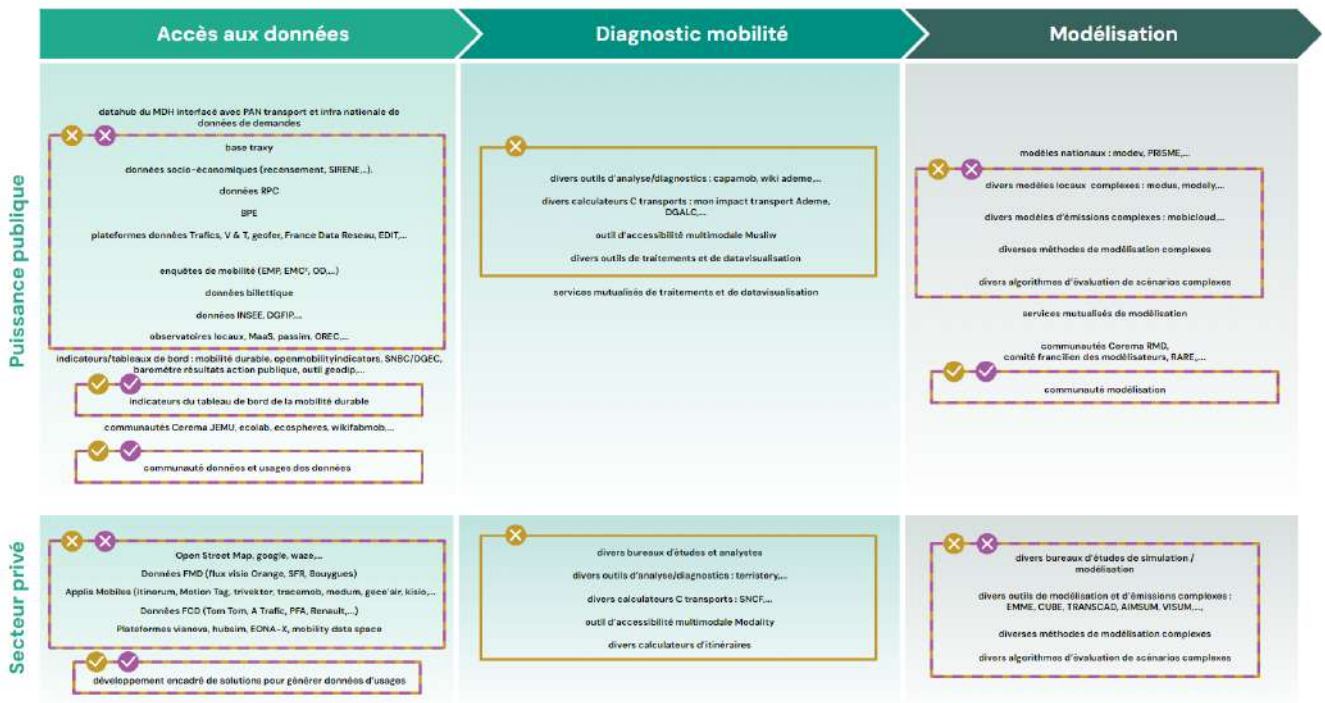 Accès aux données
Diagnostic mobilité
Modélisation
Puissance publique
datahub du MDH interfacé avec PAN transport et infra nationale de
données de demandes
base traxy
données socio-économiques (recensement, SIRENE,..).
données RPC
BPE
plateformes données Trafics, V & T, geofer, France Data Reseau, EDIT,...
enquêtes de mobilité (EMP, EMC², OD,...)
données billettique
données INSEE, DGFIP,...
observatoires locaux, MaaS, passim, OREC,...
indicateurs/tableaux de bord : mobilité durable, openmobilityindicators, SNBC/DGEC,
baromètre résultats action publique, outil geodip,...
indicateurs du tableau de bord de la mobilité durable
communautés Cerema JEMU, ecolab, ecospheres, wikifabmob,...
communauté données et usages des données
divers outils d'analyse/diagnostics : capamob, wiki ademe,...
divers calculateurs C transports : mon impact transport Ademe,
DGALC,...
outil d'accessibilité multimodale Musliw
divers outils de traitements et de datavisualisation
services mutualisés de traitements et de datavisualisation
modèles nationaux : modev, PRISME,...
divers modèles locaux complexes : modus, modely,...
divers modèles d'émissions complexes : mobicloud,...
diverses méthodes de modélisation complexes
divers algorithmes d'évaluation de scénarios complexes
services mutualisés de modélisation
communautés Cerema RMD,
comité francilien des modélisateurs, RARE,...
communauté modélisation
Secteur privé
Open Street Map, google, waze,...
Données FMD (flux visio Orange, SFR, Bouygues)
Applis Mobiles (itinerum, Motion Tag, trivektor, tracemob, modum, geco'air, kisio,...
Données FCD (Tom Tom, A Trafic, PFA, Renault,...)
Plateformes vianova, hubsim, EONA-X, mobility data space
développement encadré de solutions pour générer données d'usages
divers bureaux d'études et analystes
divers outils d'analyse/diagnostics : terristory,...
divers calculateurs C transports : SNCF,...
outil d'accessibilité multimodale Modality
divers calculateurs d'itinéraires
divers bureaux d'études de simulation /
modélisation
divers outils de modélisation et d'émissions complexes :
EMME, CUBE, TRANSCAD, AIMSUM, VISUM,...,
diverses méthodes de modélisation complexes
divers algorithmes d'évaluation de scénarios complexes